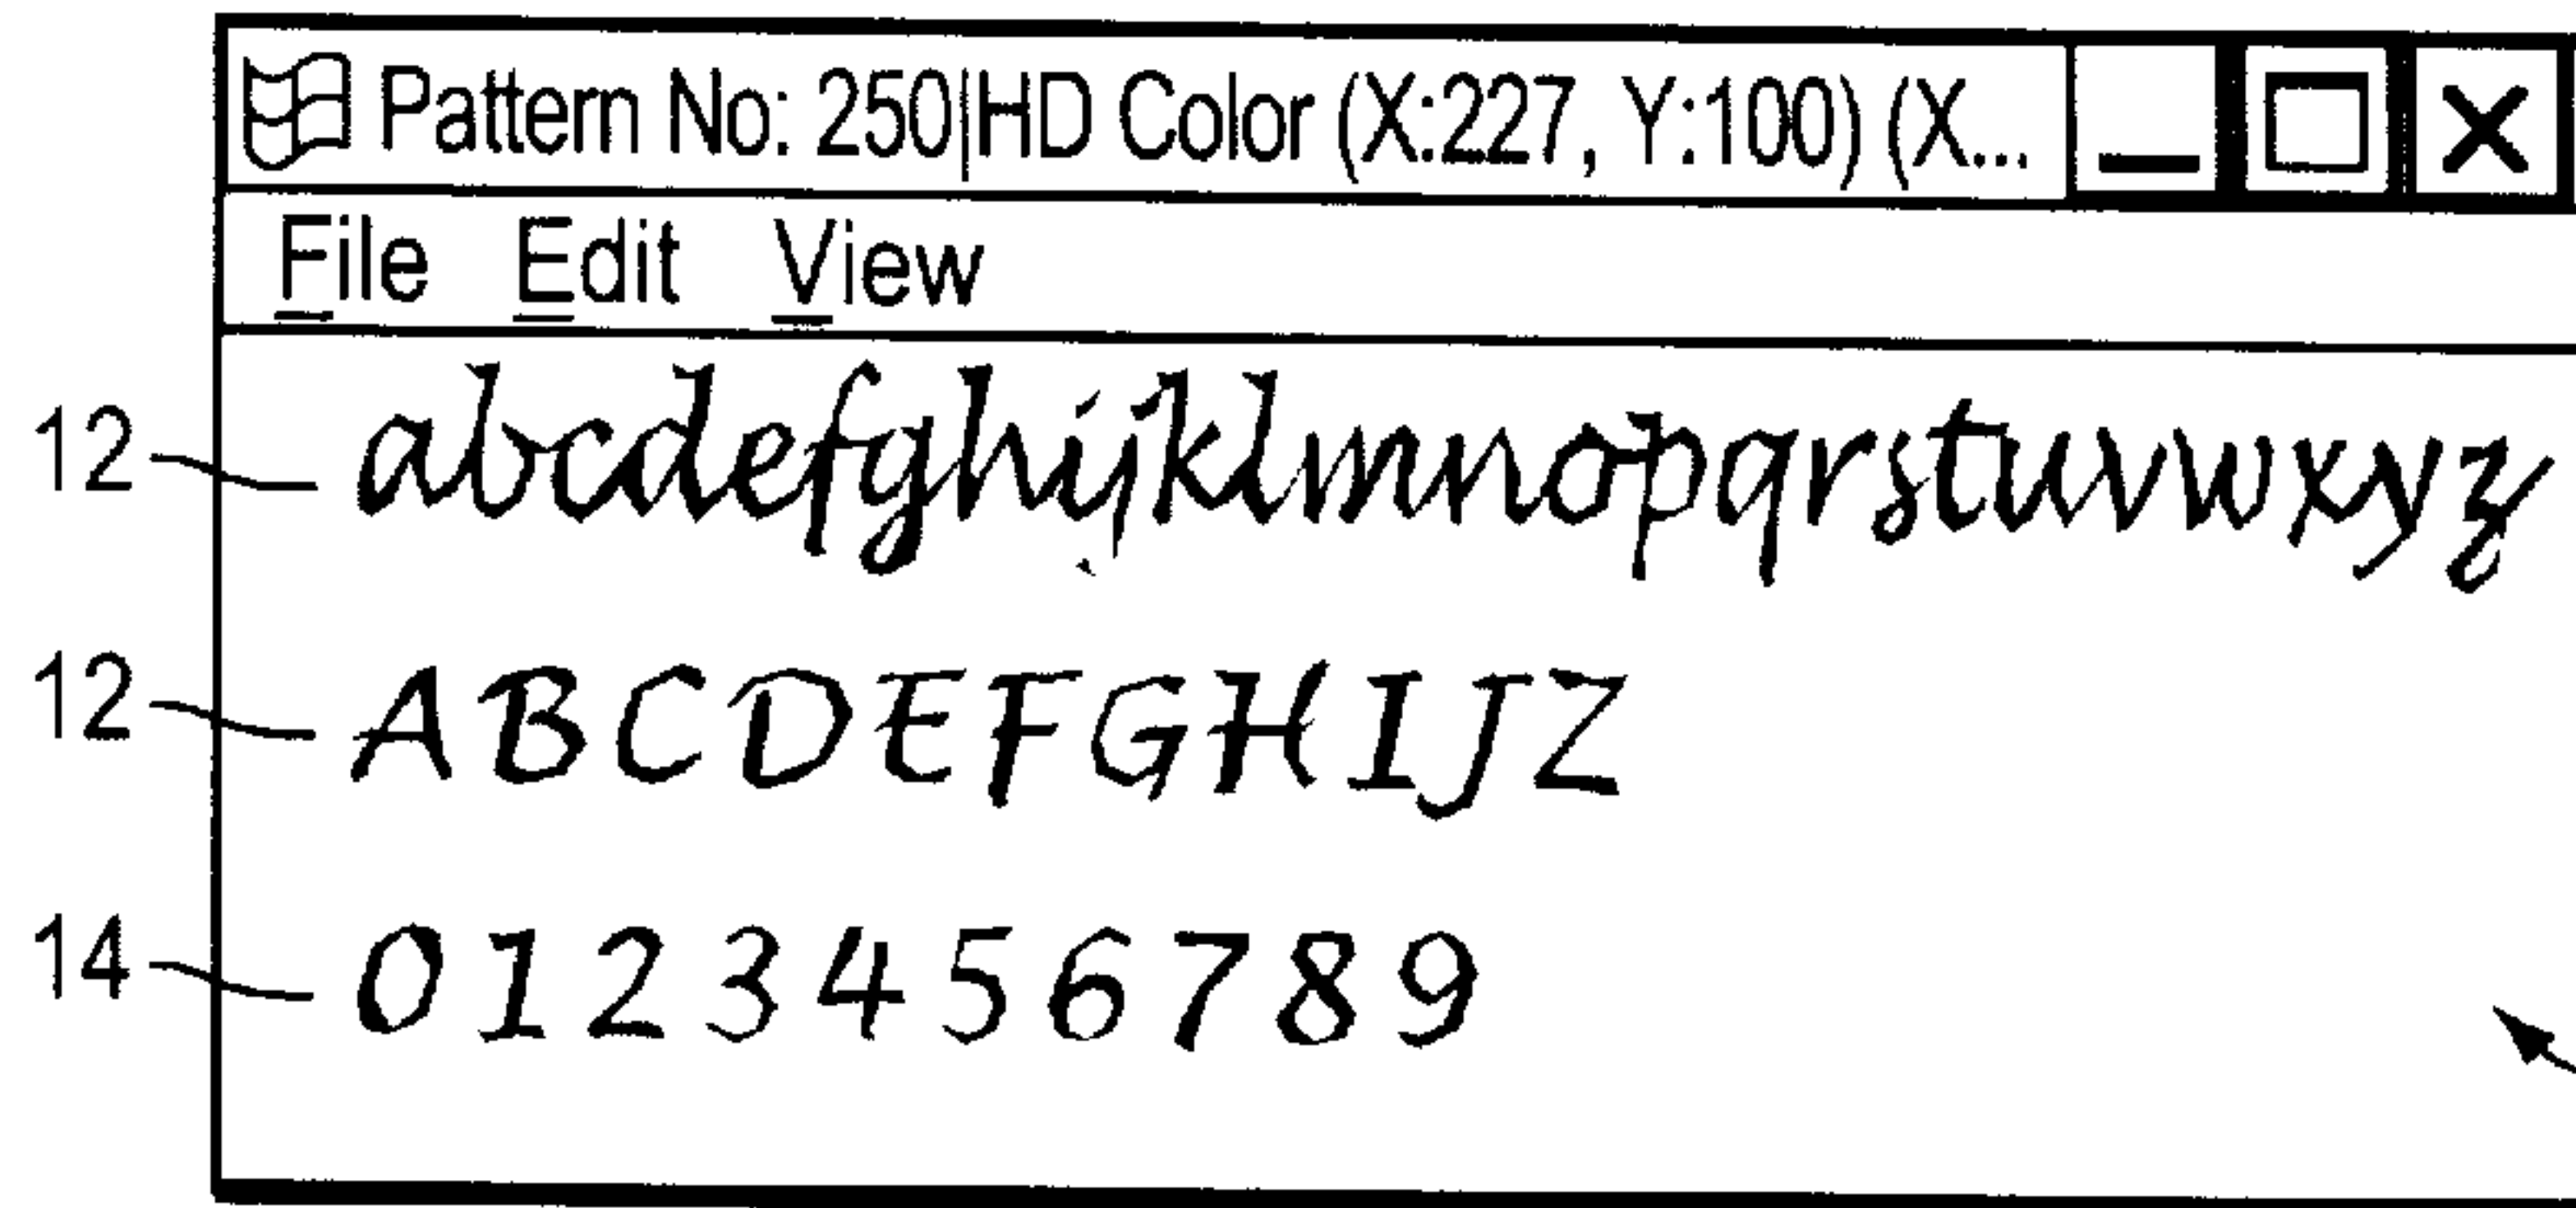 Pattern No: 250|HD Color (X:227, Y:100) (X...
File Edit View
12 abcdefghijklmnopqrstuvwxyz
12 ABCDEFGHIJZ
14 0123456789